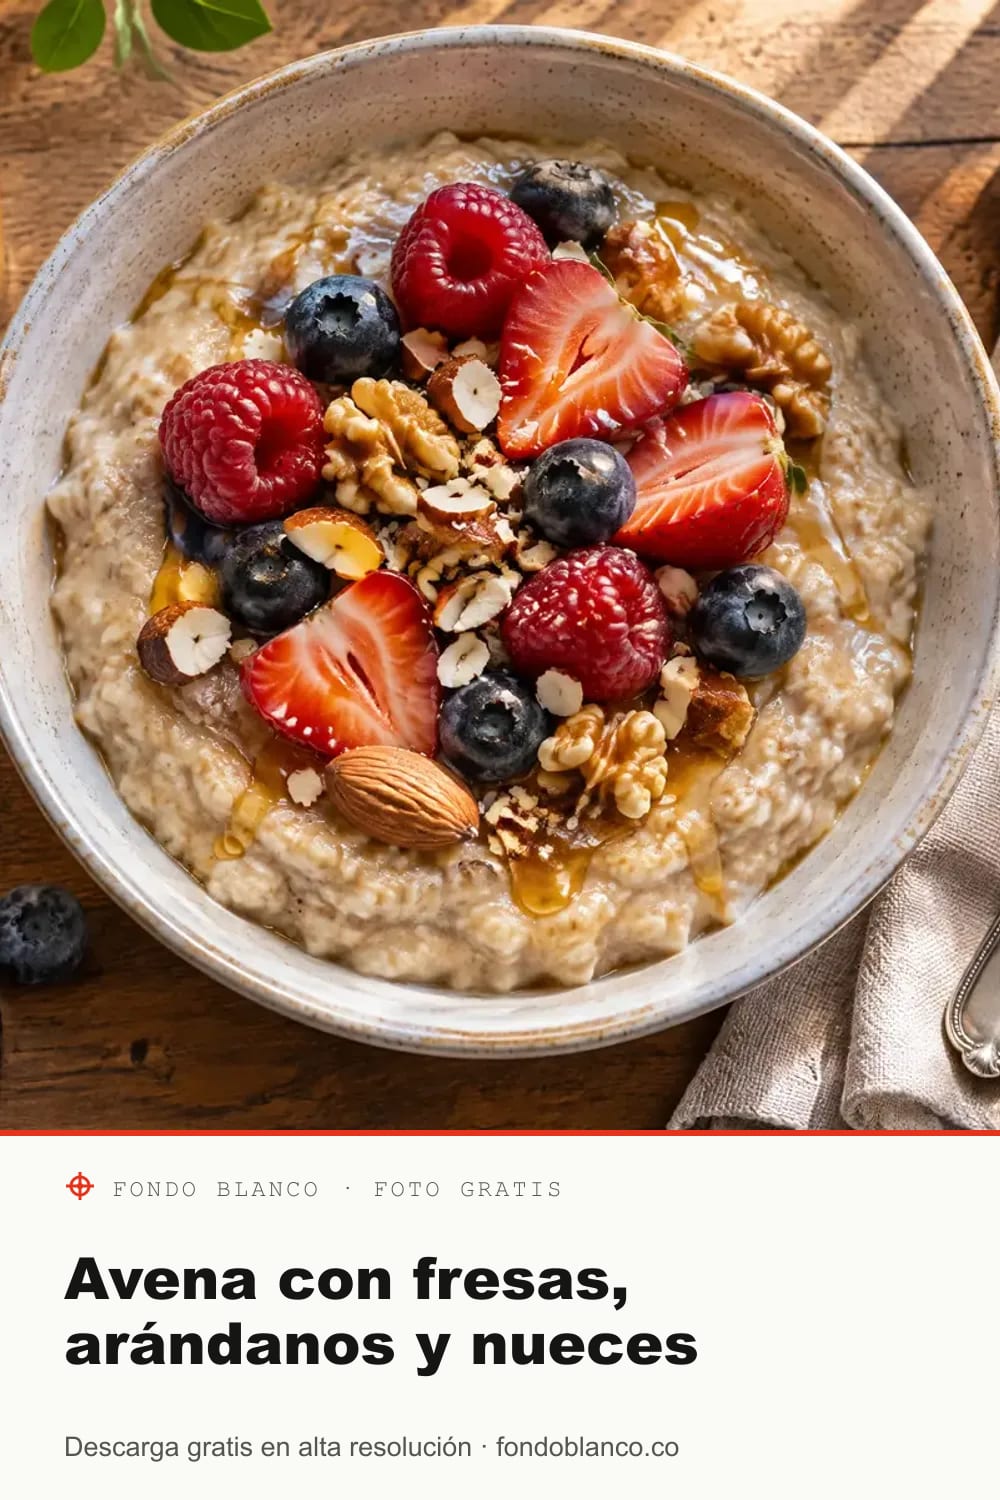 FONDO BLANCO · FOTO GRATIS
Avena con fresas,
arándanos y nueces
Descarga gratis en alta resolución · fondoblanco.co